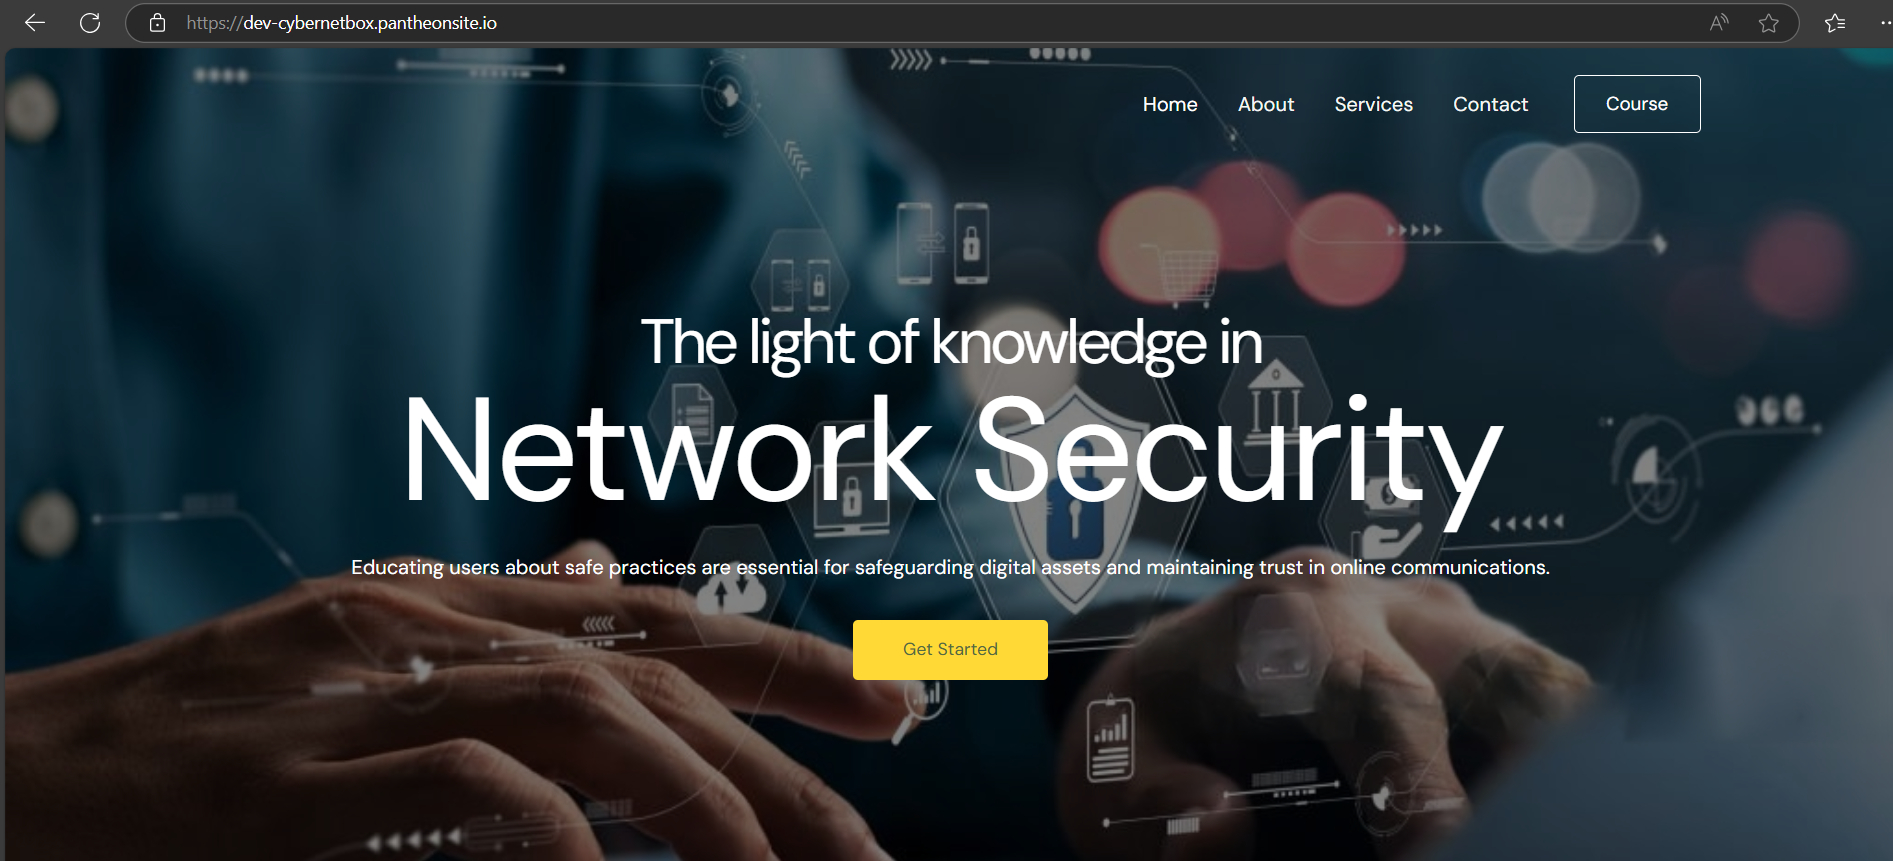 https://dev-cybernetbox.pantheonsite.io
Home About Services Contact Course
The light of knowledge in
Network Security
Educating users about safe practices are essential for safeguarding digital assets and maintaining trust in online communications.
Get Started